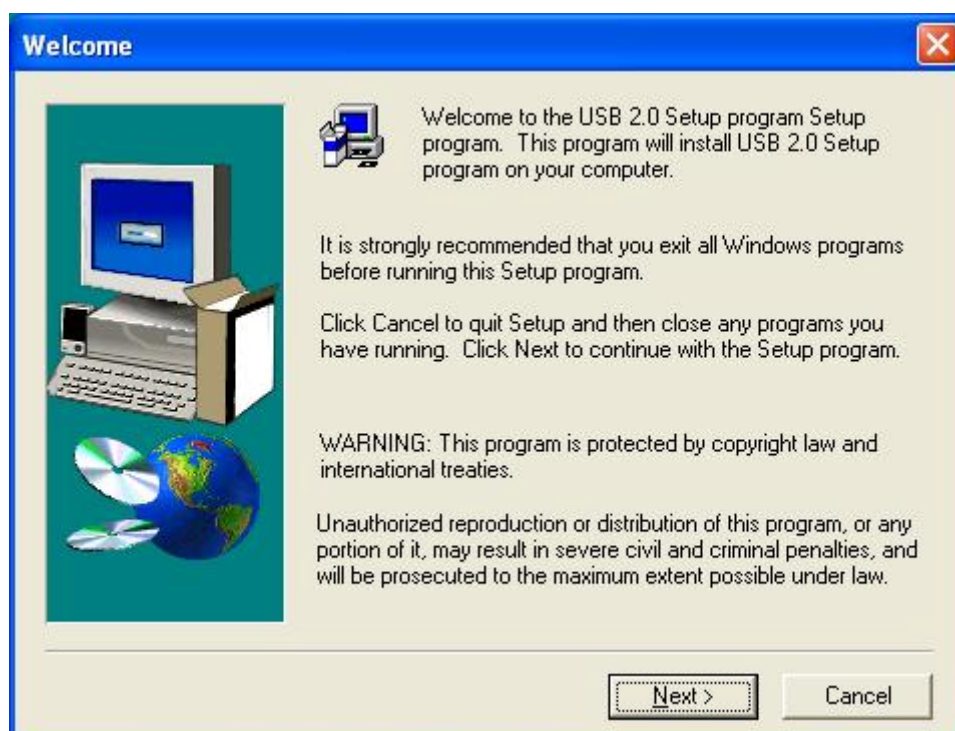 Welcome
Welcome to the USB 2.0 Setup program Setup
program. This program will install USB 2.0 Setup
program on your computer.
It is strongly recommended that you exit all Windows programs
before running this Setup program.
Click Cancel to quit Setup and then close any programs you
have running. Click Next to continue with the Setup program.
WARNING: This program is protected by copyright law and
international treaties.
Unauthorized reproduction or distribution of this program, or any
portion of it, may result in severe civil and criminal penalties, and
will be prosecuted to the maximum extent possible under law.
Next >
Cancel